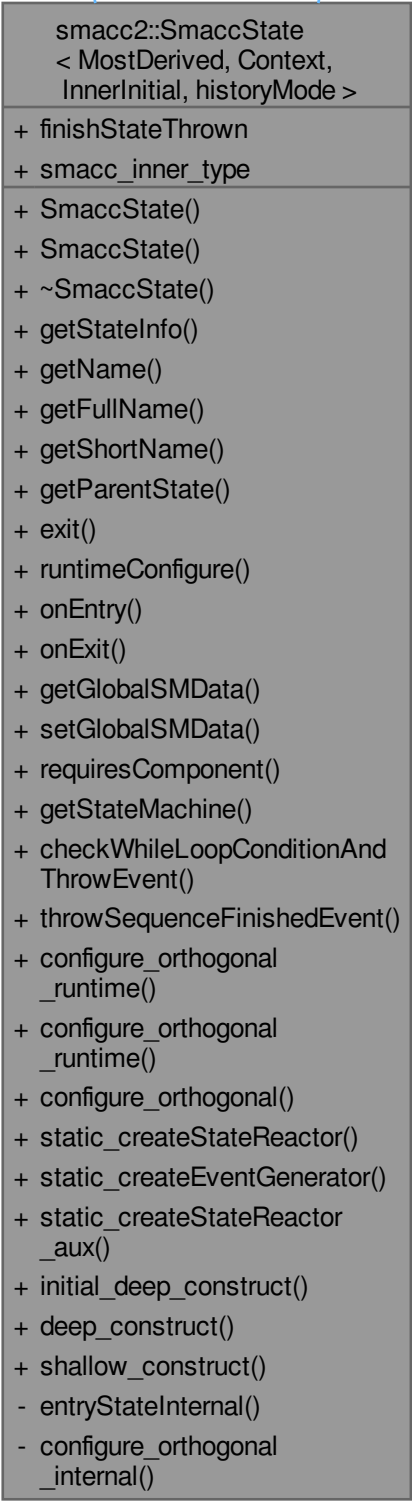 smacc2::SmaccState
< MostDerived, Context,
InnerInitial, historyMode >
+ finishStateThrown
+ smacc_inner_type
+ SmaccState()
+ SmaccState()
+ ~SmaccState()
+ getStateInfo()
+ getName()
+ getFullName()
+ getShortName()
+ getParentState()
+ exit()
+ runtimeConfigure()
+ onEntry()
+ onExit()
+ getGlobalSMData()
+ setGlobalSMData()
+ requiresComponent()
+ getStateMachine()
+ checkWhileLoopConditionAnd
ThrowEvent()
+ throwSequenceFinishedEvent()
+ configure_orthogonal
_runtime()
+ configure_orthogonal
_runtime()
+ configure_orthogonal()
+ static_createStateReactor()
+ static_createEventGenerator()
+ static_createStateReactor
_aux()
+ initial_deep_construct()
+ deep_construct()
+ shallow_construct()
- entryStateInternal()
- configure_orthogonal
_internal()